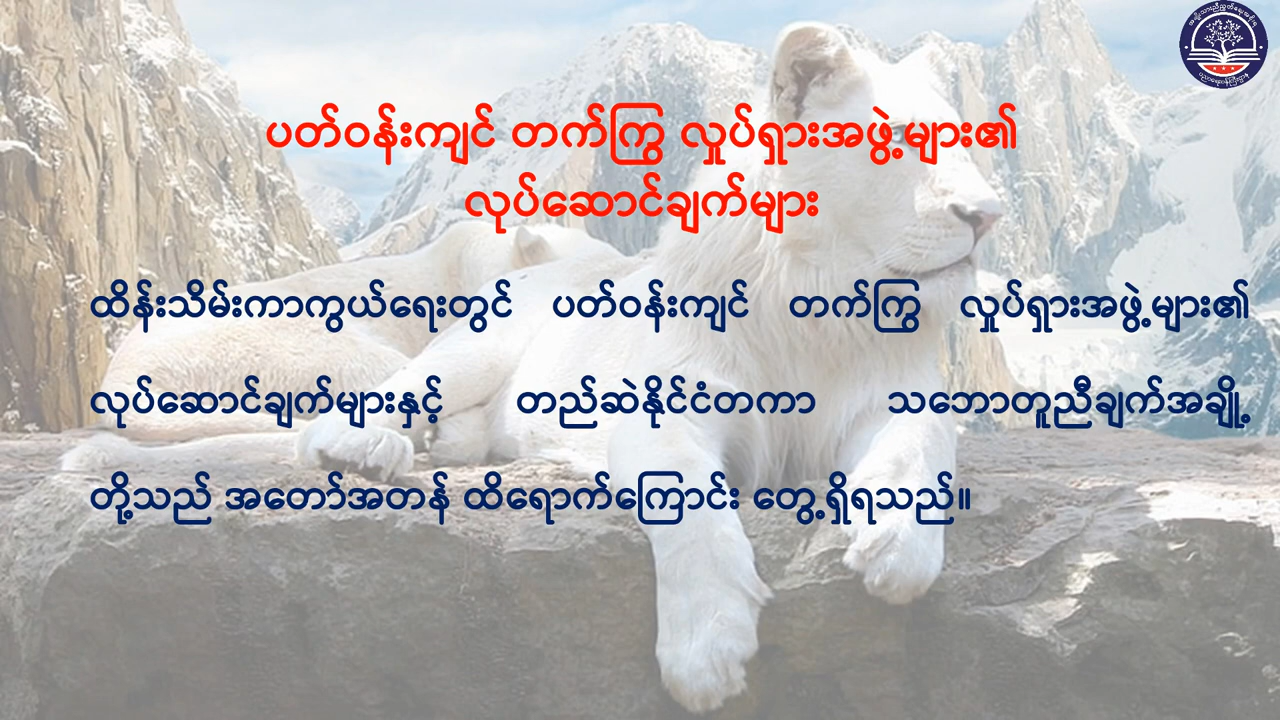 ပတ်ဝန်းကျင် တက်ကြွ လှုပ်ရှားအဖွဲ့များ၏
လုပ်ဆောင်ချက်များ
ထိန်းသိမ်းကာကွယ်ရေးတွင် ပတ်ဝန်းကျင် တက်ကြွ လှုပ်ရှားအဖွဲ့များ၏
လုပ်ဆောင်ချက်များနှင့် တည်ဆဲနိုင်ငံတကာ သဘောတူညီချက်အချို့
တို့သည် အတော်အတန် ထိရောက်ကြောင်း တွေ့ရှိရသည်။